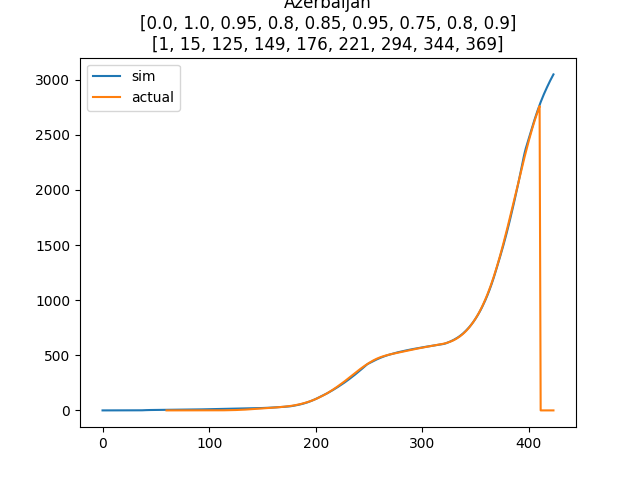 Azerbaijan
[0.0, 1.0, 0.95, 0.8, 0.85, 0.95, 0.75, 0.8, 0.9]
[1, 15, 125, 149, 176, 221, 294, 344, 369]
sim
actual
3000
2500
2000
1500
1000
500
0
0 100 200 300 400